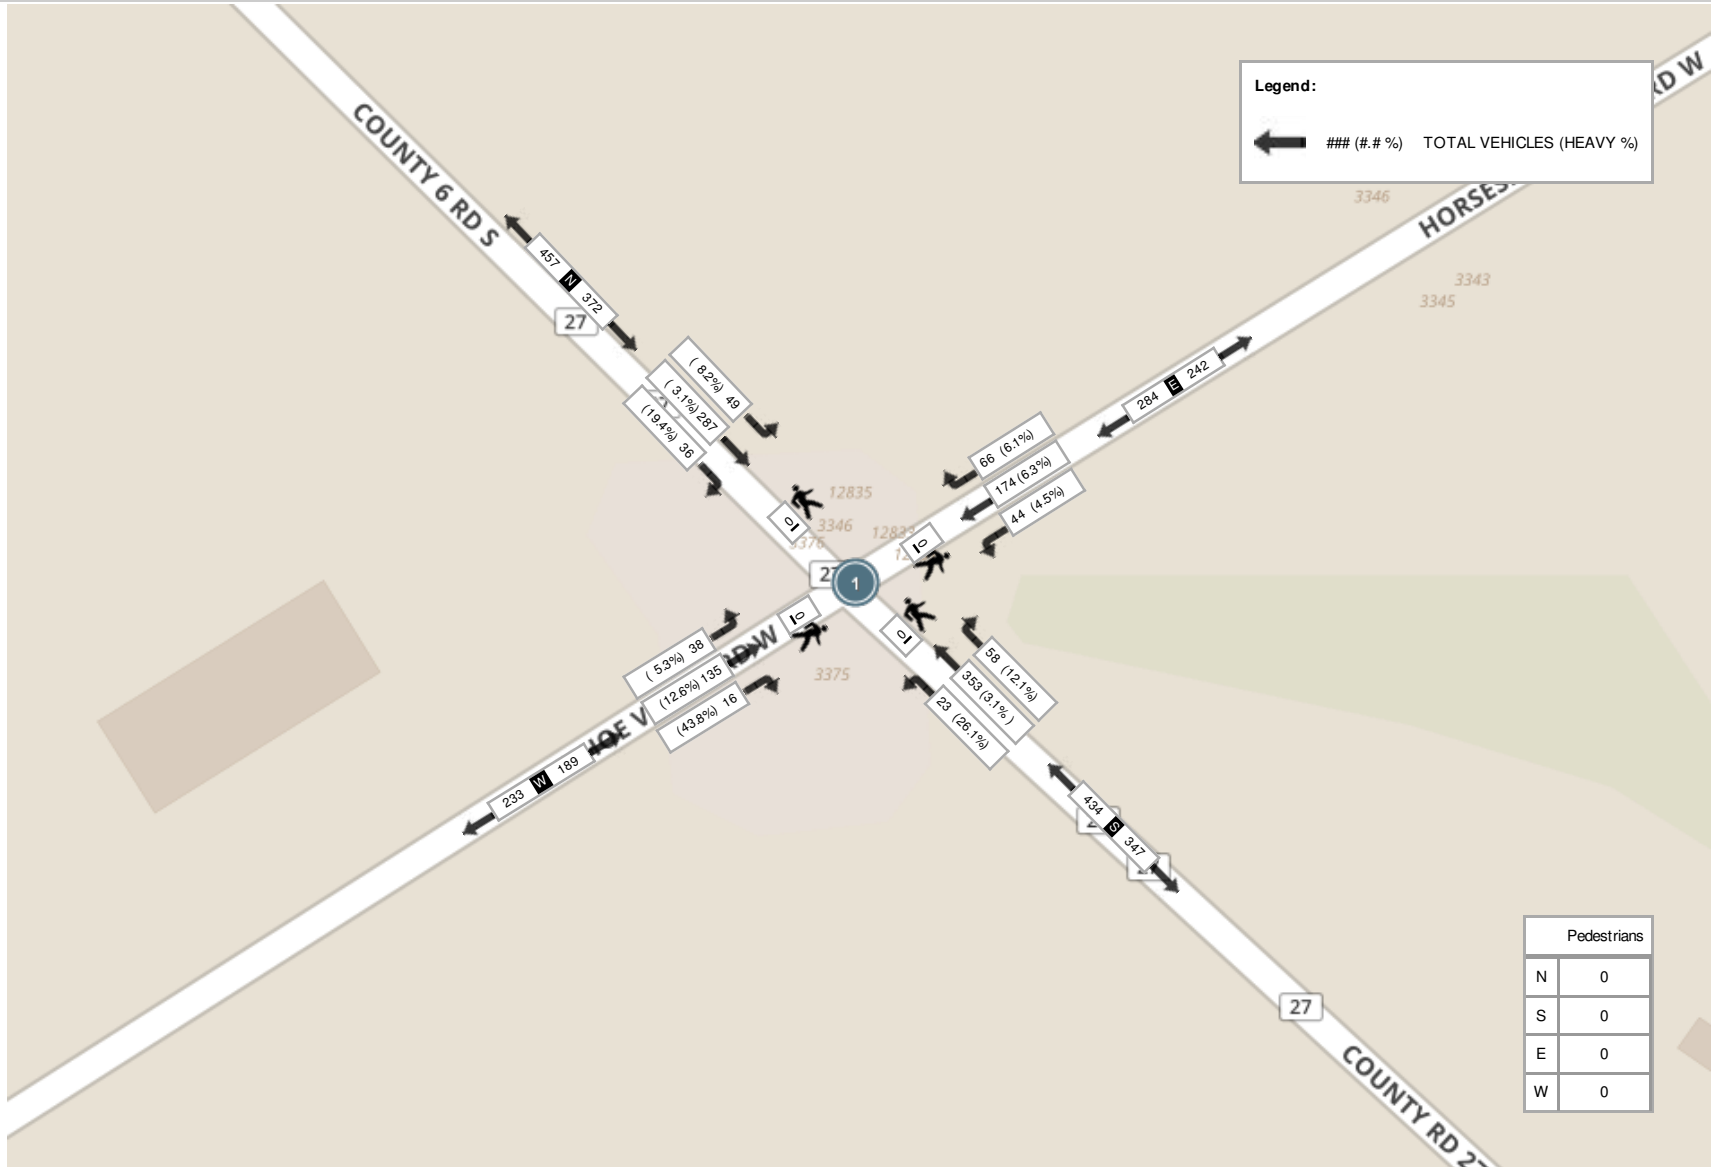 Legend:
### (#.# %) TOTAL VEHICLES (HEAVY %)
RD W
HORSES
3346
3343
3345
COUNTY 6 RD S
457 N 372
27
( 8.2%) 49
( 3.1%) 287
(19.4%) 36
284 E 242
66 (6.1%)
174 (6.3%)
44 (4.5%)
12835
3346
12833
3376
0
0
27
1
0
0
( 5.3%) 38
(12.6%) 135
(43.8%) 16
RD W
HOE V
3375
58 (12.1%)
353 (3.1% )
23 (26.1%)
233 W 189
434 S 347
27
COUNTY RD 27
Pedestrians
N 0
S 0
E 0
W 0